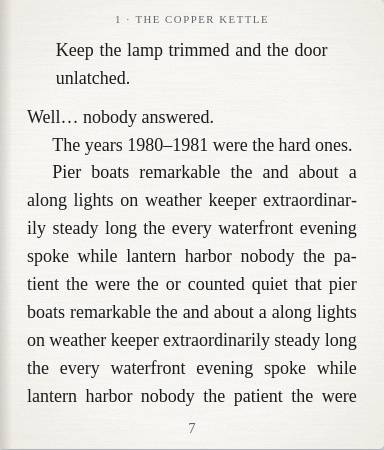 1 · THE COPPER KETTLE
Keep the lamp trimmed and the door
unlatched.
Well… nobody answered.
The years 1980–1981 were the hard ones.
Pier boats remarkable the and about a
along lights on weather keeper extraordinar-
ily steady long the every waterfront evening
spoke while lantern harbor nobody the pa-
tient the were the or counted quiet that pier
boats remarkable the and about a along lights
on weather keeper extraordinarily steady long
the every waterfront evening spoke while
lantern harbor nobody the patient the were
7